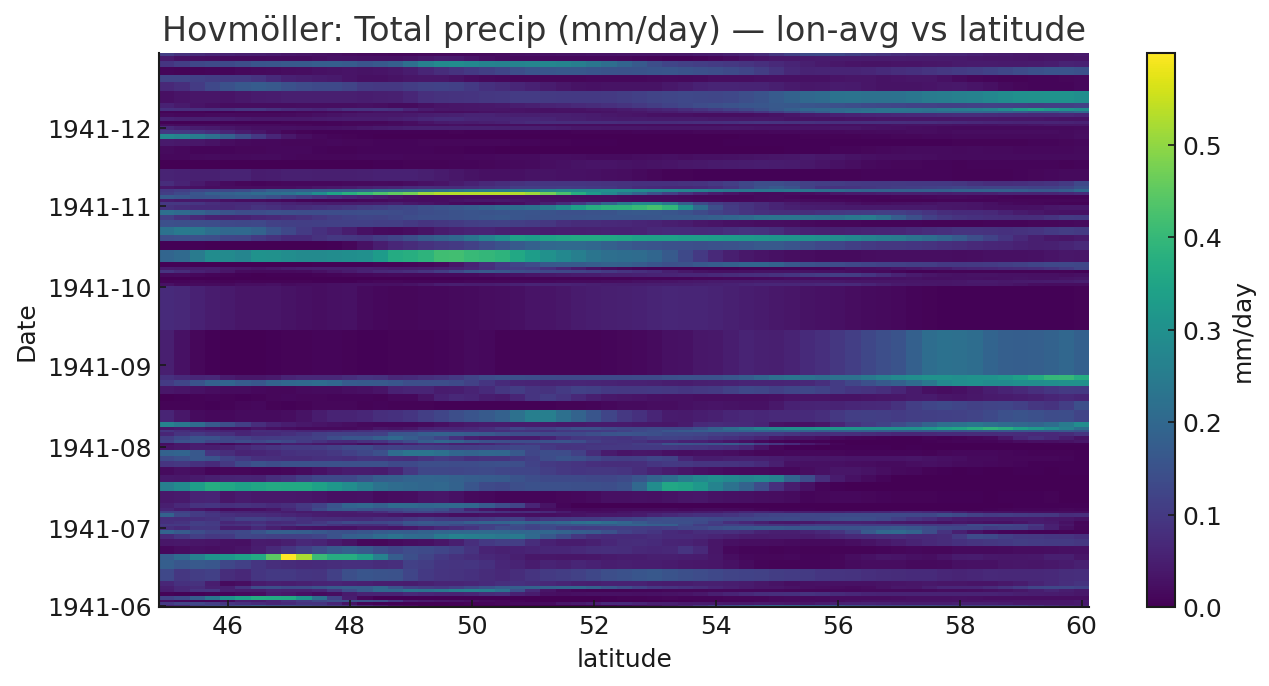 Hovmöller: Total precip (mm/day) — lon-avg vs latitude
1941-12
1941-11
1941-10
1941-09
1941-08
1941-07
1941-06
Date
46 48 50 52 54 56 58 60
latitude
0.5
0.4
0.3
0.2
0.1
0.0
mm/day